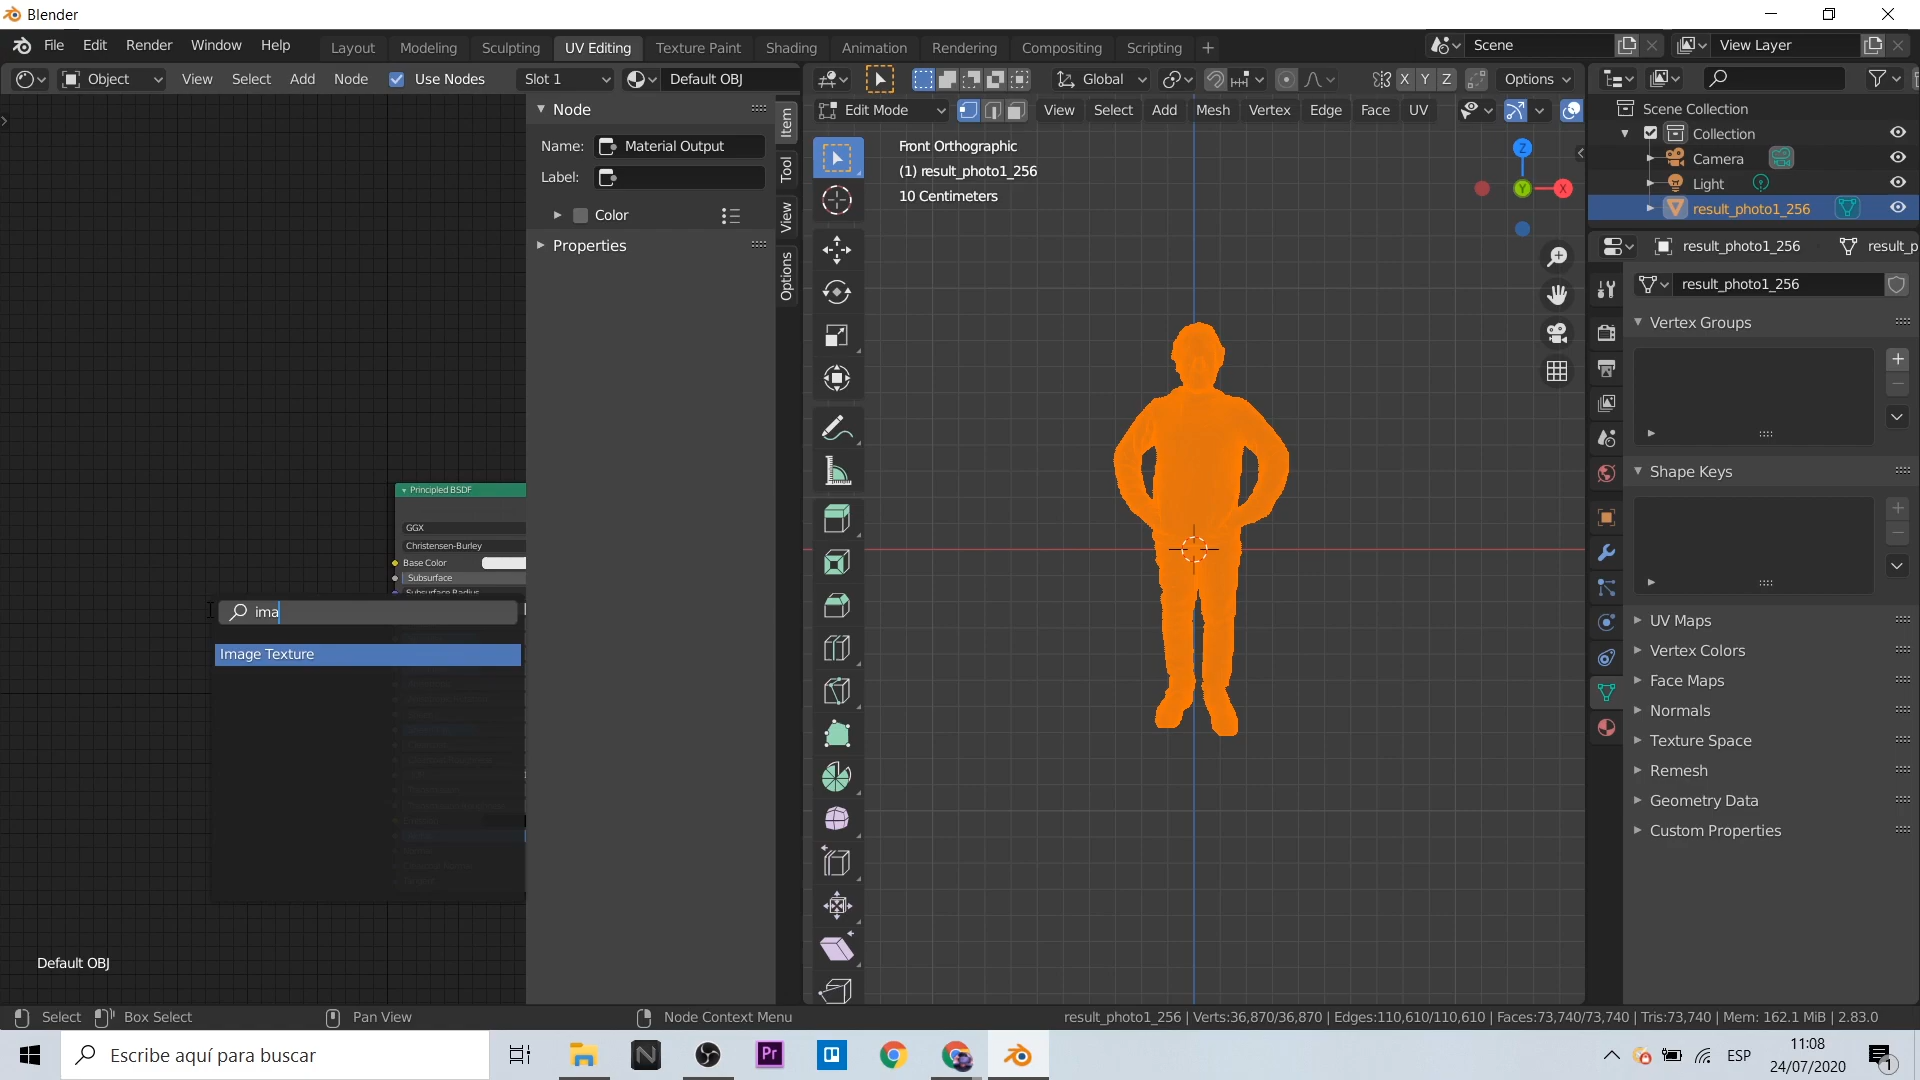 Blender
File Edit Render Window Help Layout Modeling Sculpting UV Editing Texture Paint Shading Animation Rendering Compositing Scripting + Scene View Layer
Object View Select Add Node Use Nodes Slot 1 Default OBJ Global X Y Z Options
Edit Mode View Select Add Mesh Vertex Edge Face UV
Node
Name: Material Output
Label:
Color
Properties
Item
Tool
View
Options
Front Orthographic
(1) result_photo1_256
10 Centimeters
Z
Y
X
Scene Collection
Collection
Camera
Light
result_photo1_256
result_photo1_256 result_p
result_photo1_256
Vertex Groups
Shape Keys
UV Maps
Vertex Colors
Face Maps
Normals
Texture Space
Remesh
Geometry Data
Custom Properties
Principled BSDF
GGX
Christensen-Burley
Base Color
Subsurface
Subsurface Radius
ima
Image Texture
Default OBJ
Select Box Select Pan View Node Context Menu result_photo1_256 | Verts:36,870/36,870 | Edges:110,610/110,610 | Faces:73,740/73,740 | Tris:73,740 | Mem: 162.1 MiB | 2.83.0
Escribe aquí para buscar
N
Pr
ESP
11:08
24/07/2020
1